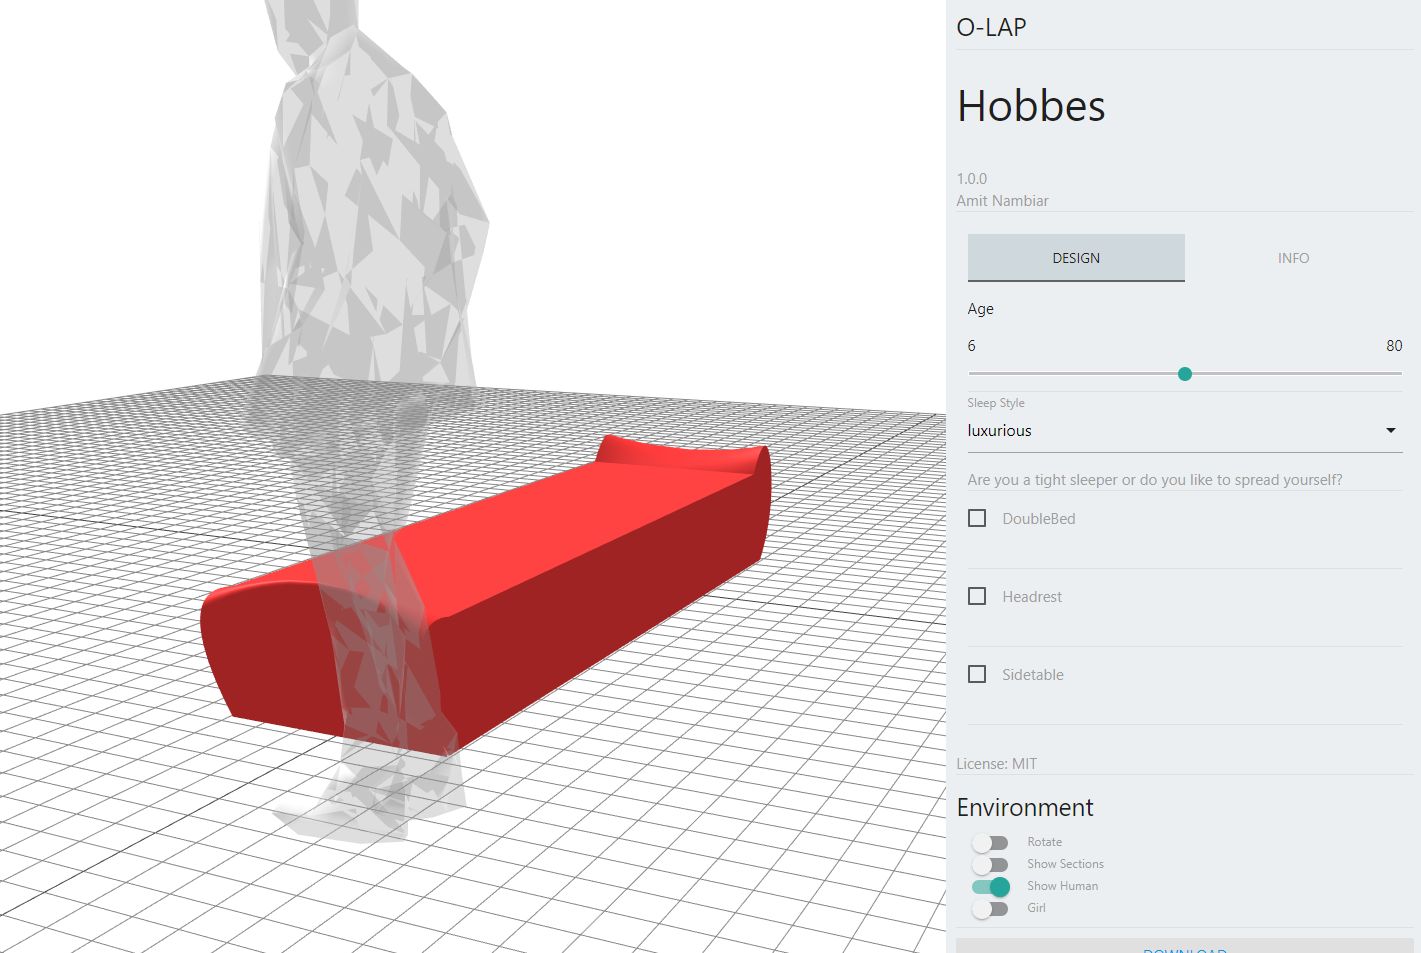 O-LAP
Hobbes
1.0.0
Amit Nambiar
DESIGN
INFO
Age
6
80
Sleep Style
luxurious
Are you a tight sleeper or do you like to spread yourself?
DoubleBed
Headrest
Sidetable
License: MIT
Environment
Rotate
Show Sections
Show Human
Girl
DOWNLOAD